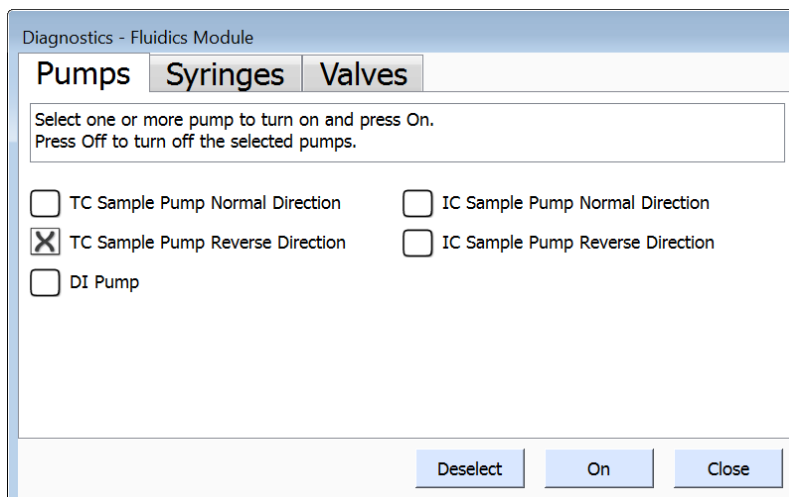 Diagnostics - Fluidics Module
Pumps Syringes Valves
Select one or more pump to turn on and press On.
Press Off to turn off the selected pumps.
TC Sample Pump Normal Direction IC Sample Pump Normal Direction
TC Sample Pump Reverse Direction IC Sample Pump Reverse Direction
DI Pump
Deselect On Close